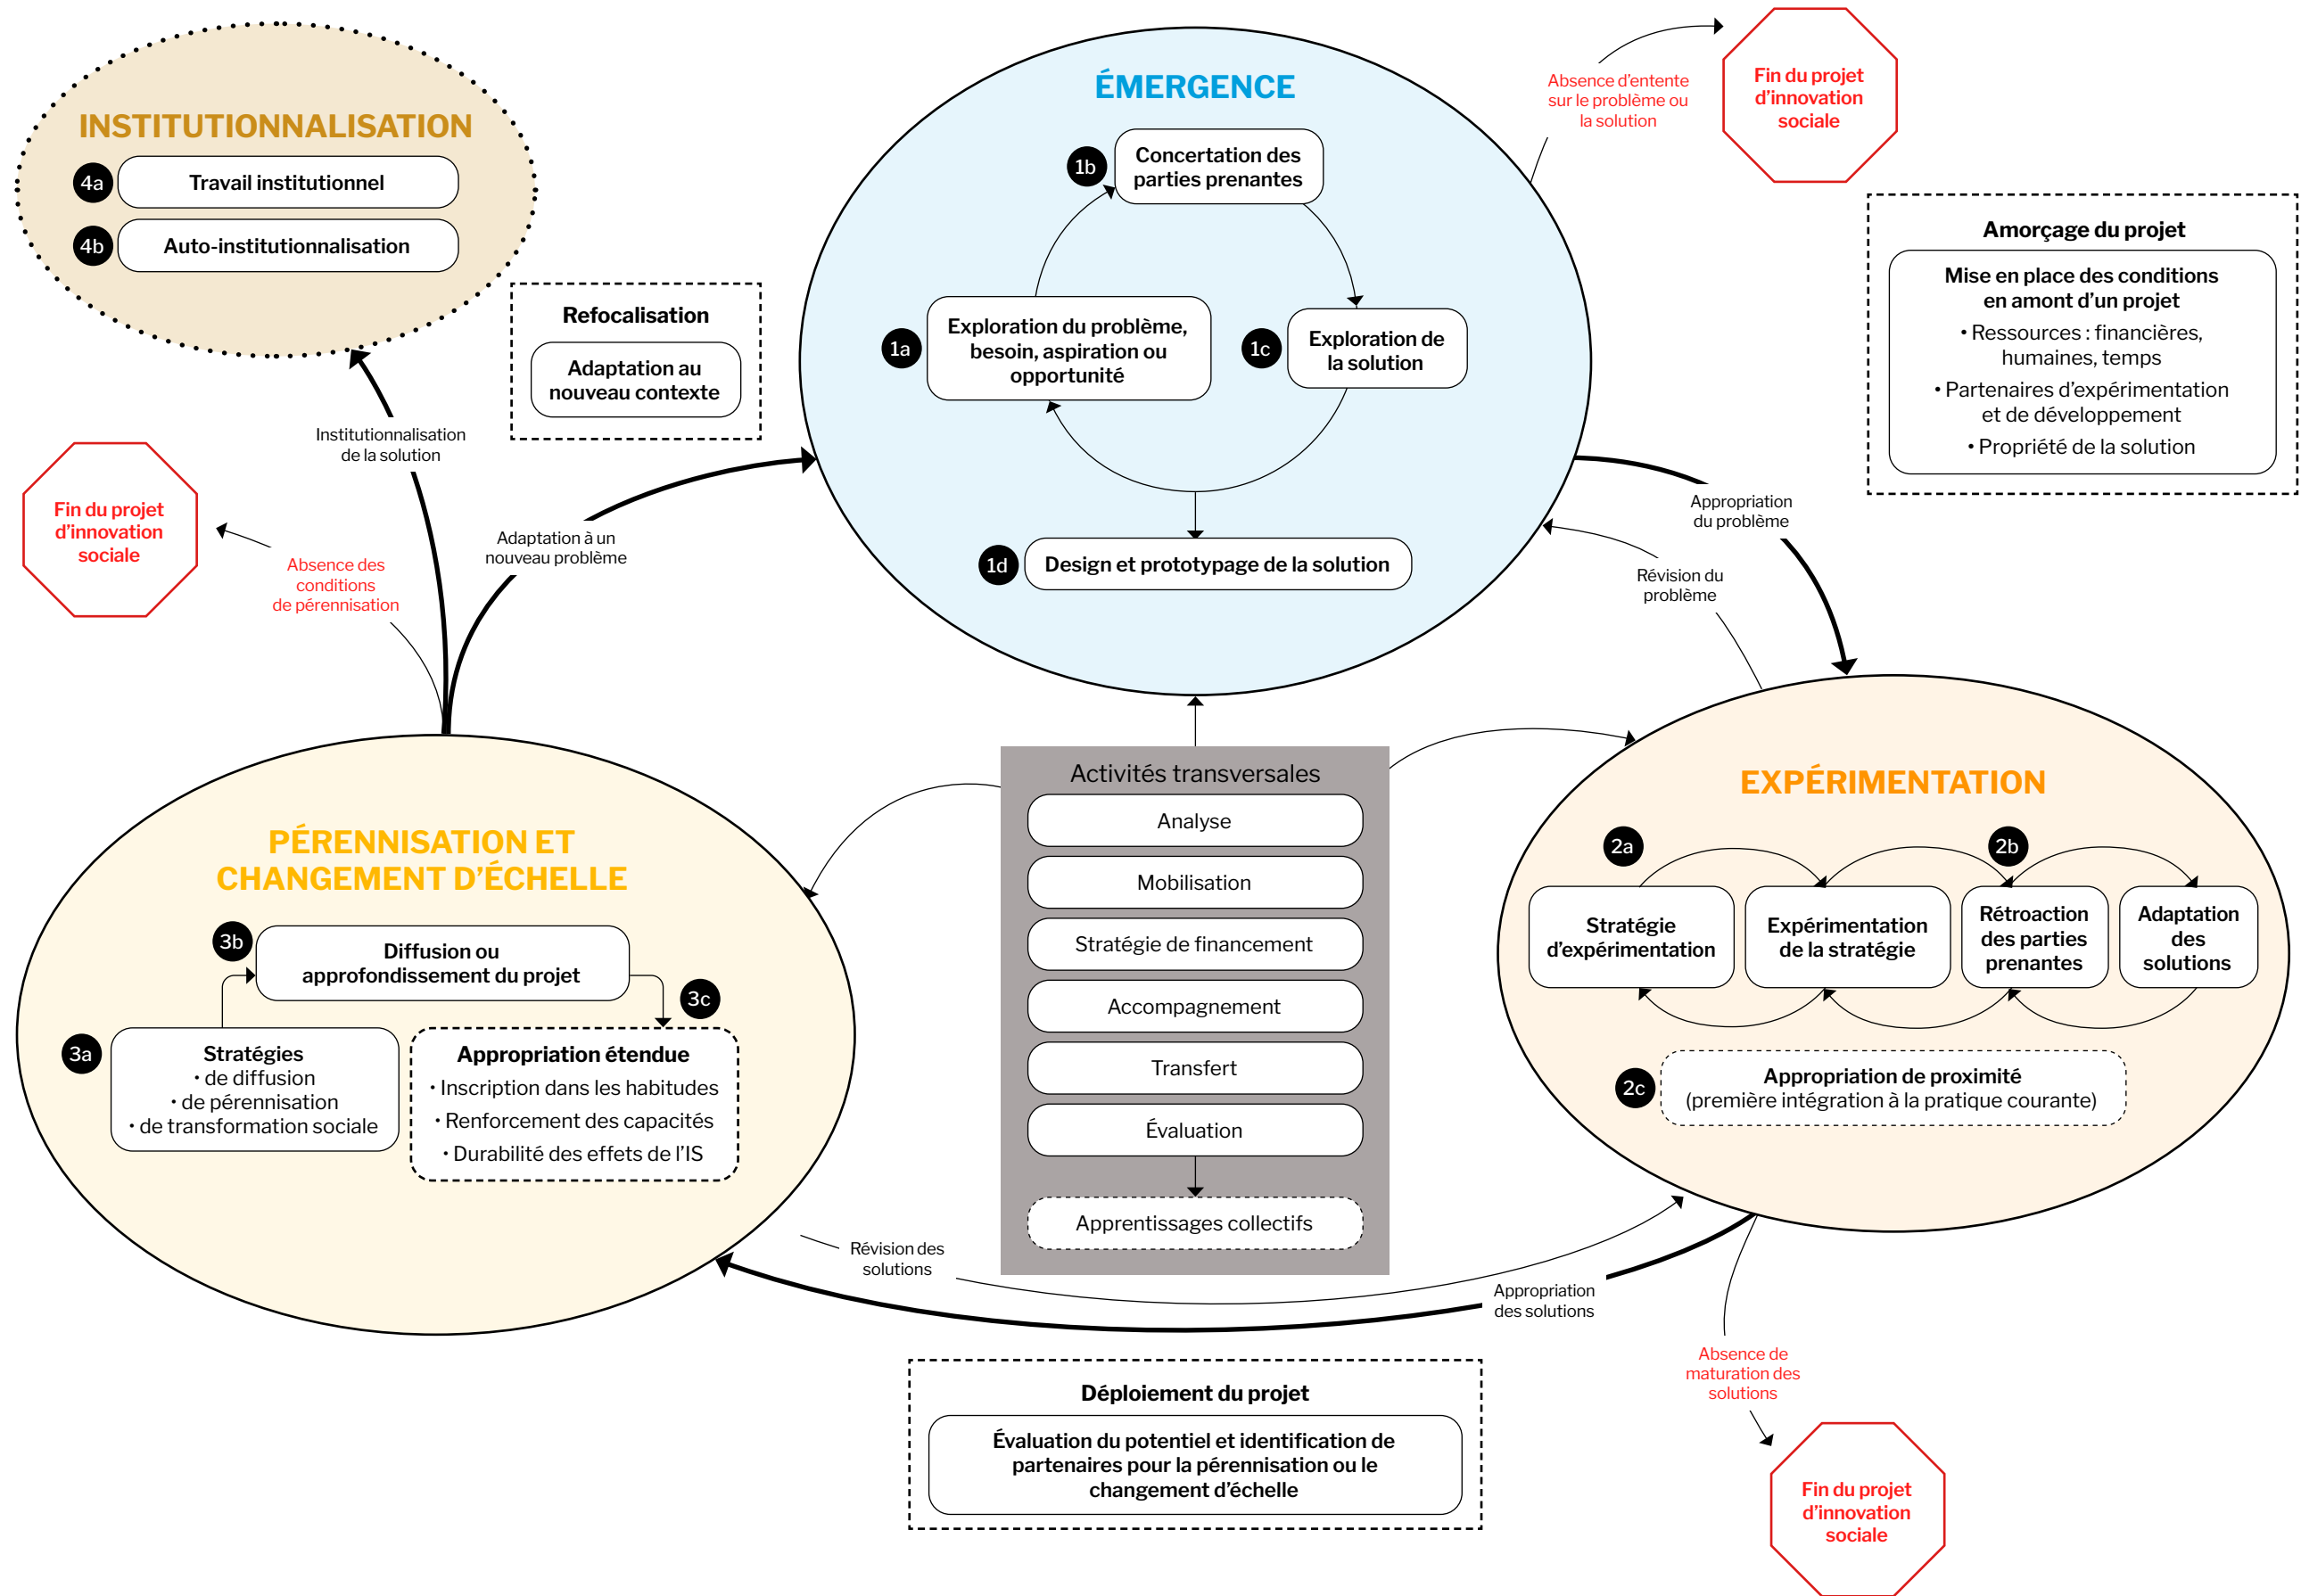 INSTITUTIONNALISATION
4a
Travail institutionnel
4b
Auto-institutionnalisation
Refocalisation
Adaptation au
nouveau contexte
Institutionnalisation
de la solution
Fin du projet
d’innovation
sociale
Absence des
conditions
de pérennisation
Adaptation à un
nouveau problème
ÉMERGENCE
1b
Concertation des
parties prenantes
1a
Exploration du problème,
besoin, aspiration ou
opportunité
1c
Exploration de
la solution
1d
Design et prototypage de la solution
Absence d’entente
sur le problème ou
la solution
Fin du projet
d’innovation
sociale
Amorçage du projet
Mise en place des conditions
en amont d’un projet
• Ressources : financières,
humaines, temps
• Partenaires d’expérimentation
et de développement
• Propriété de la solution
Appropriation
du problème
Révision du
problème
PÉRENNISATION ET
CHANGEMENT D’ÉCHELLE
3b
Diffusion ou
approfondissement du projet
3c
3a
Stratégies
• de diffusion
• de pérennisation
• de transformation sociale
Appropriation étendue
• Inscription dans les habitudes
• Renforcement des capacités
• Durabilité des effets de l’IS
Activités transversales
Analyse
Mobilisation
Stratégie de financement
Accompagnement
Transfert
Évaluation
Apprentissages collectifs
EXPÉRIMENTATION
2a
2b
Stratégie
d’expérimentation
Expérimentation
de la stratégie
Rétroaction
des parties
prenantes
Adaptation
des
solutions
2c
Appropriation de proximité
(première intégration à la pratique courante)
Révision des
solutions
Appropriation
des solutions
Absence de
maturation des
solutions
Fin du projet
d’innovation
sociale
Déploiement du projet
Évaluation du potentiel et identification de
partenaires pour la pérennisation ou le
changement d’échelle